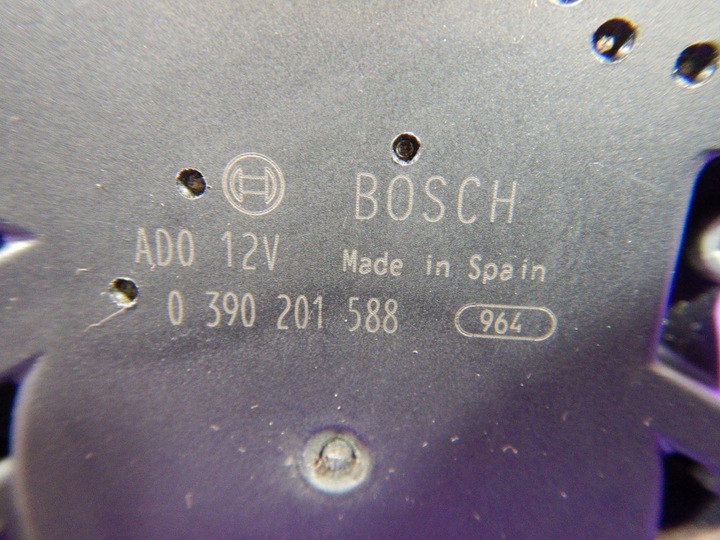 BOSCH
ADO 12V
Made in Spain
0 390 201 588
964